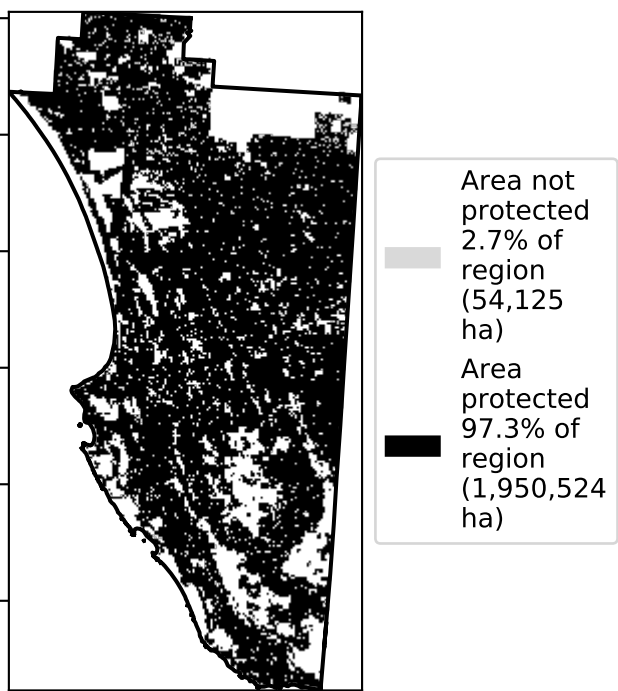 Area not
protected
2.7% of
region
(54,125
ha)
Area
protected
97.3% of
region
(1,950,524
ha)